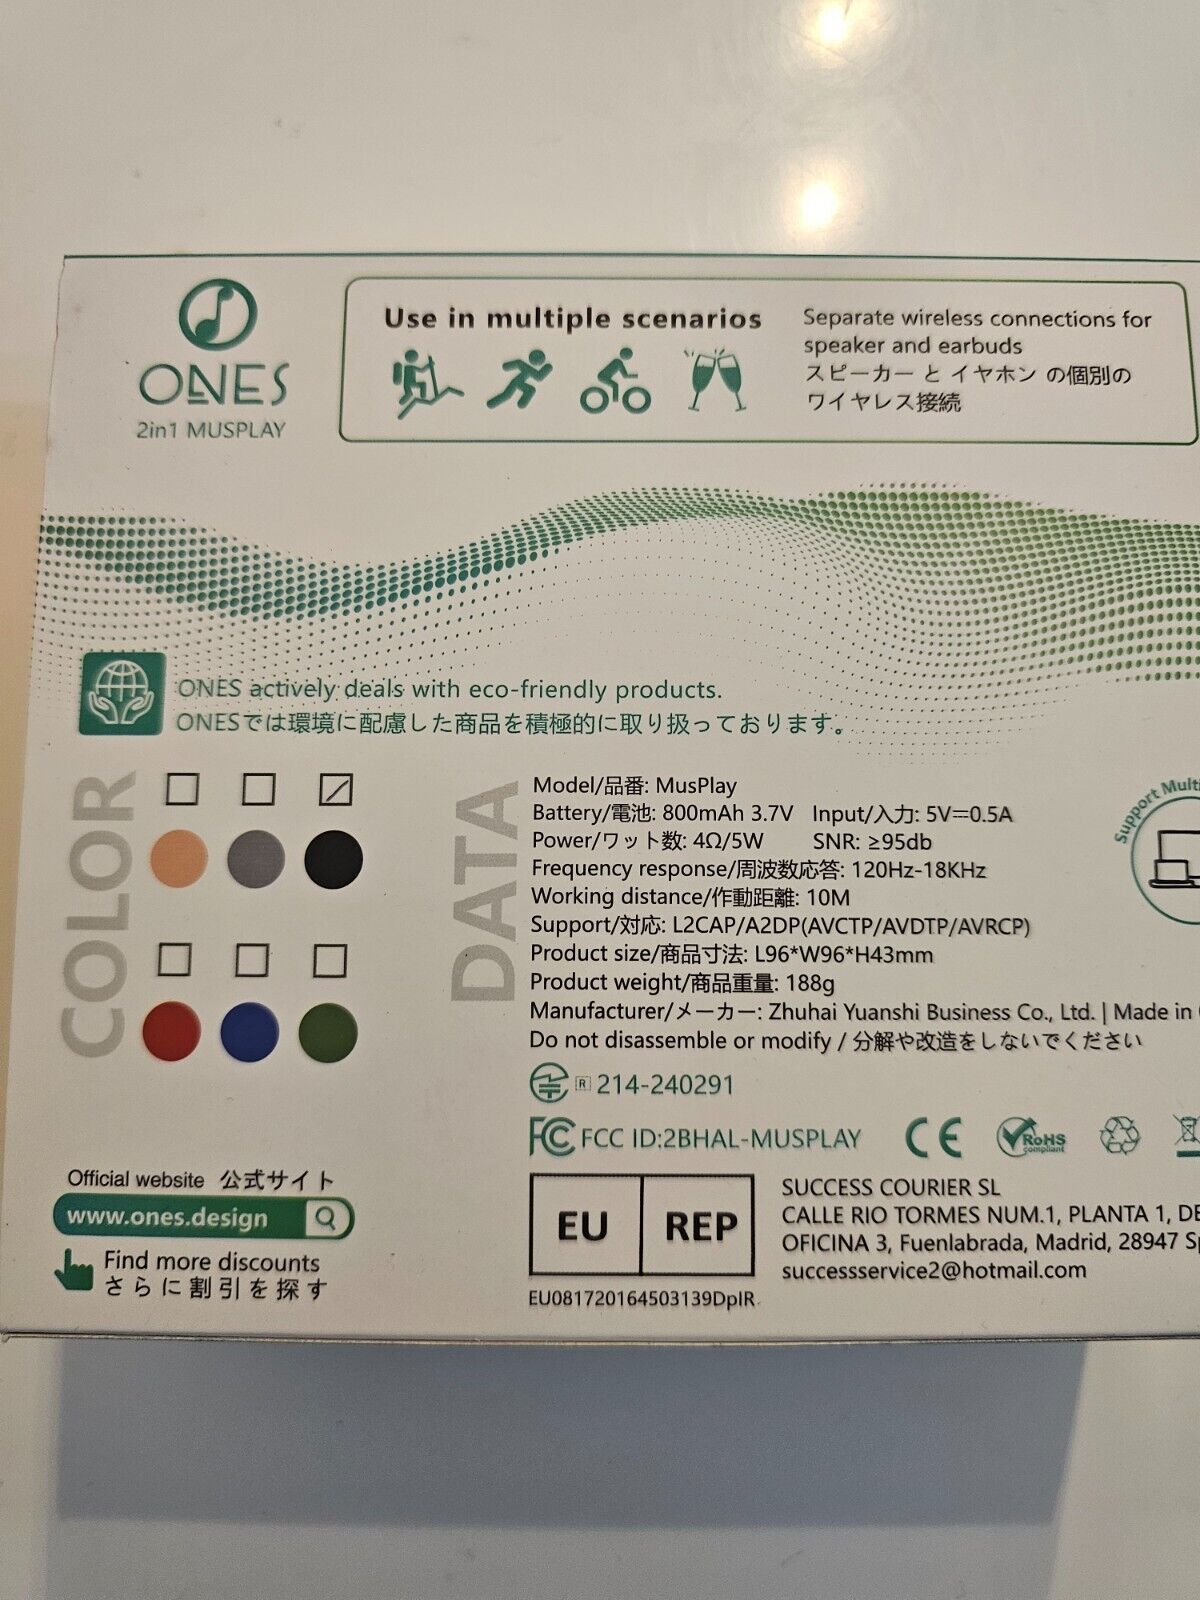 ONES
2in1 MUSPLAY
Use in multiple scenarios
Separate wireless connections for
speaker and earbuds
スピーカー と イヤホン の個別の
ワイヤレス接続
ONES actively deals with eco-friendly products.
ONESでは環境に配慮した商品を積極的に取り扱っております。
COLOR
DATA
Model/品番: MusPlay
Battery/電池: 800mAh 3.7V Input/入力: 5V⎓0.5A
Power/ワット数: 4Ω/5W SNR: ≥95db
Frequency response/周波数応答: 120Hz-18KHz
Working distance/作動距離: 10M
Support/対応: L2CAP/A2DP(AVCTP/AVDTP/AVRCP)
Product size/商品寸法: L96*W96*H43mm
Product weight/商品重量: 188g
Manufacturer/メーカー: Zhuhai Yuanshi Business Co., Ltd. | Made in
Do not disassemble or modify / 分解や改造をしないでください
Support Multi
R 214-240291
FC FCC ID:2BHAL-MUSPLAY CE RoHS
compliant
EU REP
SUCCESS COURIER SL
CALLE RIO TORMES NUM.1, PLANTA 1, DE
OFICINA 3, Fuenlabrada, Madrid, 28947 Sp
successservice2@hotmail.com
EU081720164503139DpIR
Official website 公式サイト
www.ones.design
Find more discounts
さらに割引を探す